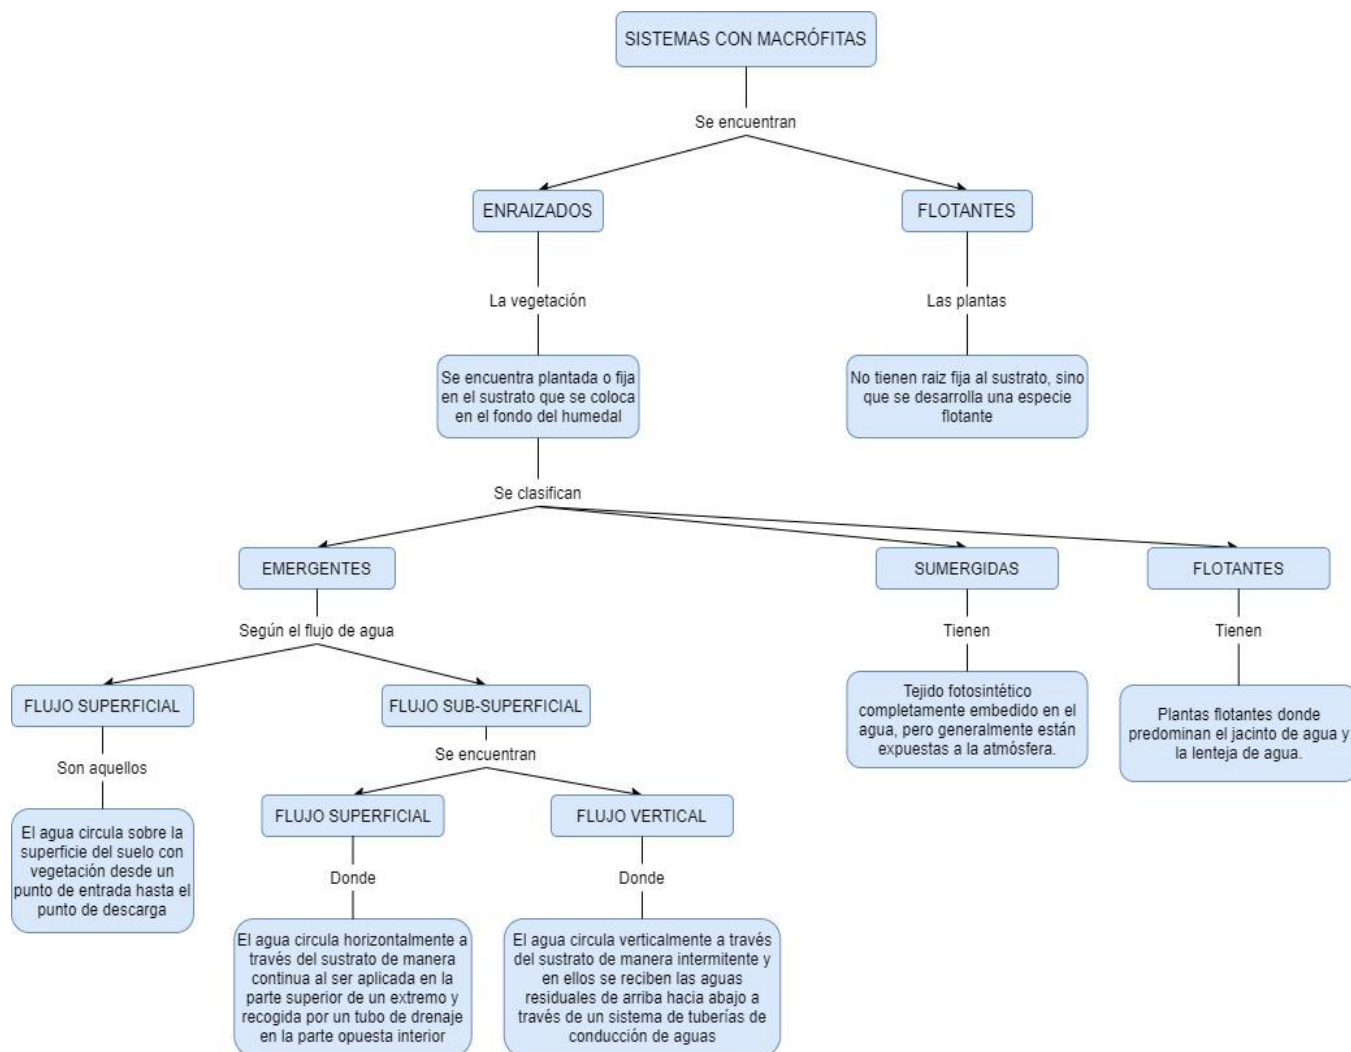 SISTEMAS CON MACRÓFITAS
Se encuentran
ENRAIZADOS
FLOTANTES
La vegetación
Las plantas
Se encuentra plantada o fija
en el sustrato que se coloca
en el fondo del humedal
No tienen raiz fija al sustrato, sino
que se desarrolla una especie
flotante
Se clasifican
EMERGENTES
SUMERGIDAS
FLOTANTES
Según el flujo de agua
Tienen
Tienen
FLUJO SUPERFICIAL
FLUJO SUB-SUPERFICIAL
Tejido fotosintético
completamente embedido en el
agua, pero generalmente están
expuestas a la atmósfera.
Plantas flotantes donde
predominan el jacinto de agua y
la lenteja de agua.
Son aquellos
Se encuentran
El agua circula sobre la
superficie del suelo con
vegetación desde un
punto de entrada hasta el
punto de descarga
FLUJO SUPERFICIAL
FLUJO VERTICAL
Donde
Donde
El agua circula horizontalmente a
través del sustrato de manera
continua al ser aplicada en la
parte superior de un extremo y
recogida por un tubo de drenaje
en la parte opuesta interior
El agua circula verticalmente a través
del sustrato de manera intermitente y
en ellos se reciben las aguas
residuales de arriba hacia abajo a
través de un sistema de tuberías de
conducción de aguas